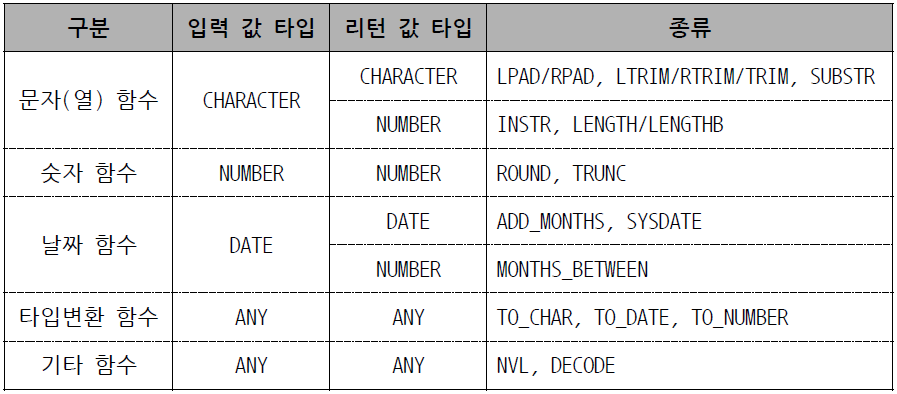 구분 입력 값 타입 리턴 값 타입 종류
문자(열) 함수 CHARACTER CHARACTER LPAD/RPAD, LTRIM/RTRIM/TRIM, SUBSTR
NUMBER INSTR, LENGTH/LENGTHB
숫자 함수 NUMBER NUMBER ROUND, TRUNC
날짜 함수 DATE DATE ADD_MONTHS, SYSDATE
NUMBER MONTHS_BETWEEN
타입변환 함수 ANY ANY TO_CHAR, TO_DATE, TO_NUMBER
기타 함수 ANY ANY NVL, DECODE